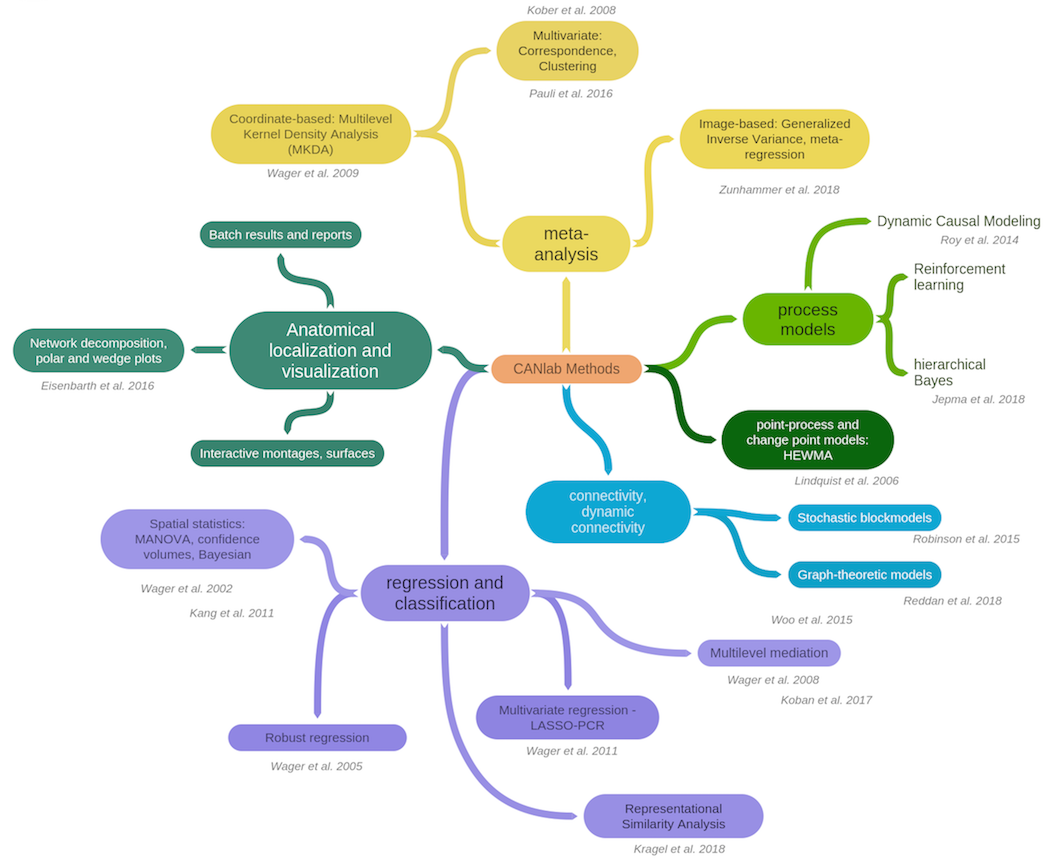 Kober et al. 2008
Multivariate:
Correspondence,
Clustering
Pauli et al. 2016
Coordinate-based: Multilevel
Kernel Density Analysis
(MKDA)
Wager et al. 2009
Image-based: Generalized
Inverse Variance, meta-
regression
Zunhammer et al. 2018
meta-
analysis
Batch results and reports
Anatomical
localization and
visualization
Network decomposition,
polar and wedge plots
Eisenbarth et al. 2016
Interactive montages, surfaces
CANlab Methods
Dynamic Causal Modeling
Roy et al. 2014
Reinforcement
learning
process
models
hierarchical
Bayes
Jepma et al. 2018
point-process and
change point models:
HEWMA
Lindquist et al. 2006
connectivity,
dynamic
connectivity
Stochastic blockmodels
Robinson et al. 2015
Graph-theoretic models
Reddan et al. 2018
Spatial statistics:
MANOVA, confidence
volumes, Bayesian
Wager et al. 2002
Kang et al. 2011
regression and
classification
Woo et al. 2015
Multilevel mediation
Wager et al. 2008
Koban et al. 2017
Multivariate regression -
LASSO-PCR
Wager et al. 2011
Robust regression
Wager et al. 2005
Representational
Similarity Analysis
Kragel et al. 2018